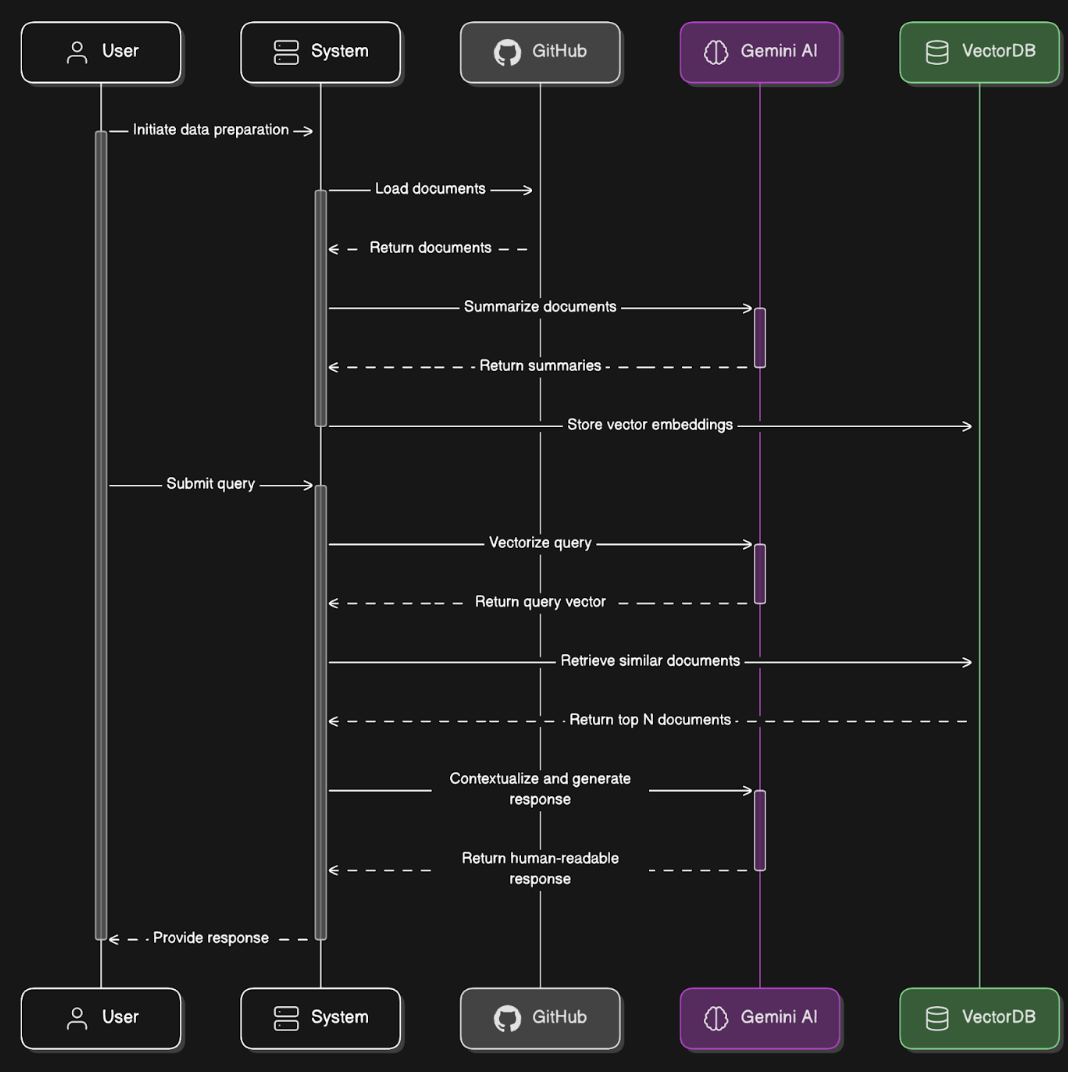 User
System
GitHub
Gemini AI
VectorDB
Initiate data preparation
Load documents
Return documents
Summarize documents
Return summaries
Store vector embeddings
Submit query
Vectorize query
Return query vector
Retrieve similar documents
Return top N documents
Contextualize and generate
response
Return human-readable
response
Provide response
User
System
GitHub
Gemini AI
VectorDB